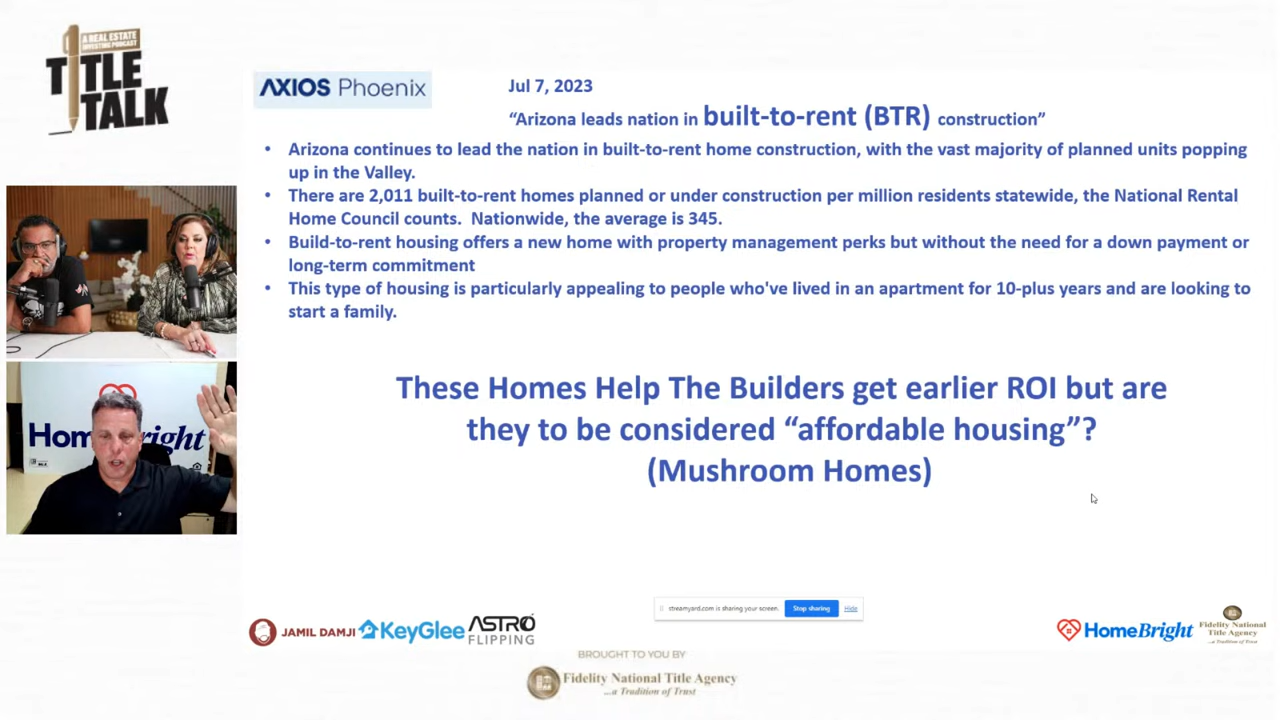 A REAL ESTATE
INVESTING PODCAST
TITLE
TALK
AXIOS Phoenix
Jul 7, 2023
“Arizona leads nation in built-to-rent (BTR) construction”
• Arizona continues to lead the nation in built-to-rent home construction, with the vast majority of planned units popping
up in the Valley.
• There are 2,011 built-to-rent homes planned or under construction per million residents statewide, the National Rental
Home Council counts. Nationwide, the average is 345.
• Build-to-rent housing offers a new home with property management perks but without the need for a down payment or
long-term commitment
• This type of housing is particularly appealing to people who've lived in an apartment for 10-plus years and are looking to
start a family.
These Homes Help The Builders get earlier ROI but are
they to be considered “affordable housing”?
(Mushroom Homes)
streamyard.com is sharing your screen.
Stop sharing
Hide
JAMIL DAMJI
KeyGlee
ASTRO
FLIPPING
HomeBright
Fidelity National
Title Agency
...a Tradition of Trust
BROUGHT TO YOU BY
Fidelity National Title Agency
...a Tradition of Trust